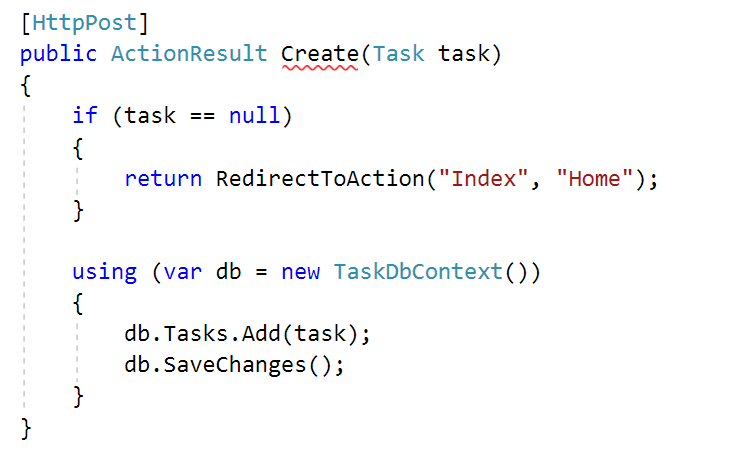 [HttpPost]
public ActionResult Create(Task task)
{
    if (task == null)
    {
        return RedirectToAction("Index", "Home");
    }

    using (var db = new TaskDbContext())
    {
        db.Tasks.Add(task);
        db.SaveChanges();
    }
}